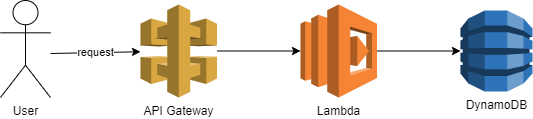 request
User
API Gateway
Lambda
DynamoDB